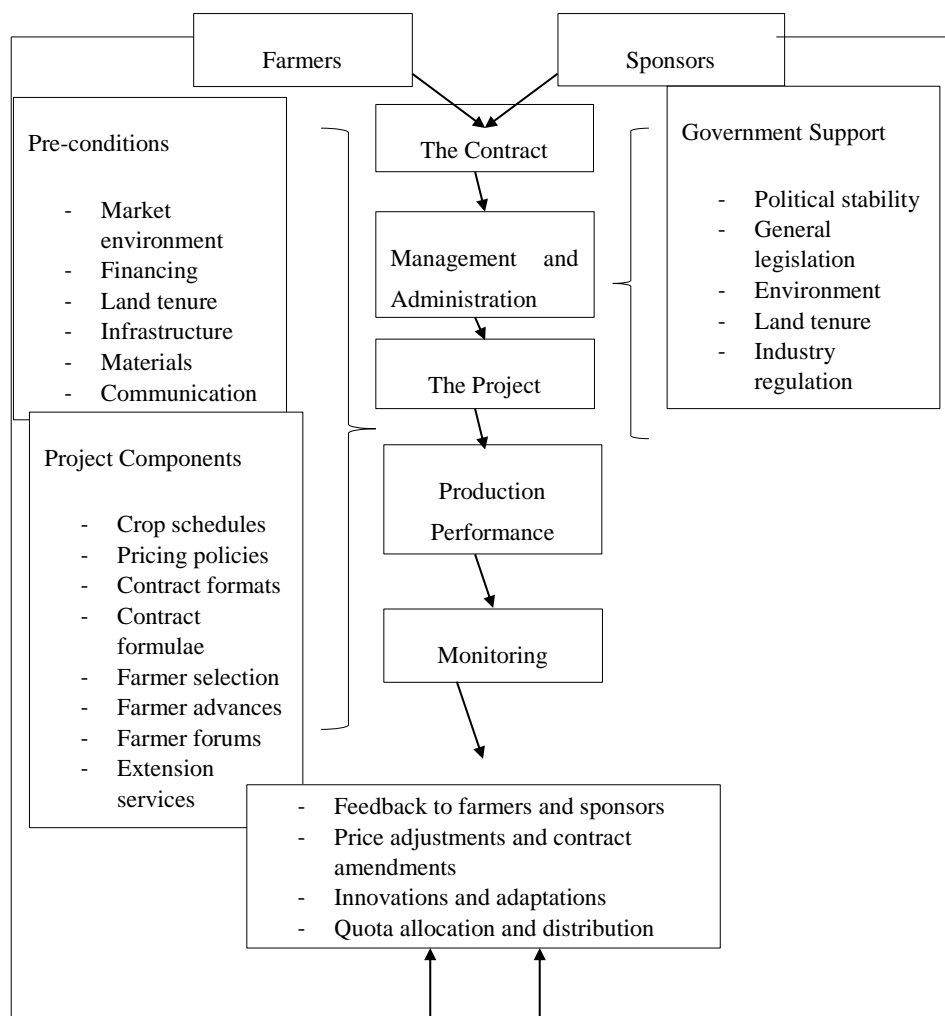 Farmers
Sponsors
The Contract
Pre-conditions
- Market
environment
- Financing
- Land tenure
- Infrastructure
- Materials
- Communication
Government Support
- Political stability
- General
legislation
- Environment
- Land tenure
- Industry
regulation
Management and
Administration
The Project
Project Components
- Crop schedules
- Pricing policies
- Contract formats
- Contract
formulae
- Farmer selection
- Farmer advances
- Farmer forums
- Extension
services
Production
Performance
Monitoring
- Feedback to farmers and sponsors
- Price adjustments and contract
amendments
- Innovations and adaptations
- Quota allocation and distribution